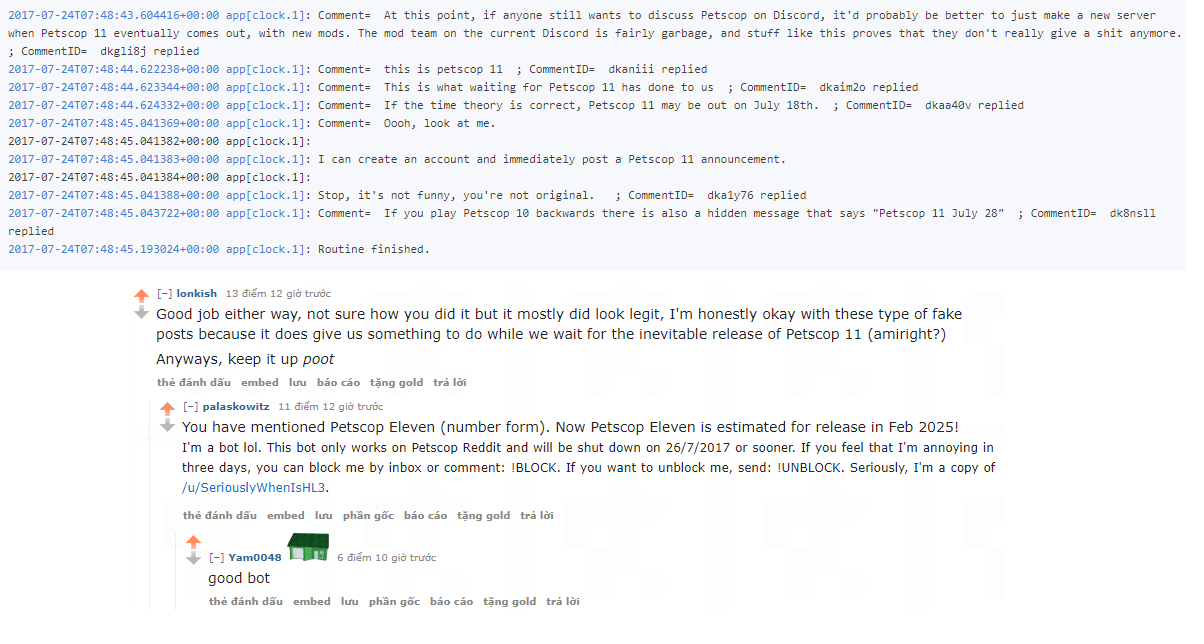 2017-07-24T07:48:43.604416+00:00 app[clock.1]: Comment=  At this point, if anyone still wants to discuss Petscop on Discord, it'd probably be better to just make a new server
when Petscop 11 eventually comes out, with new mods. The mod team on the current Discord is fairly garbage, and stuff like this proves that they don't really give a shit anymore.
; CommentID=  dkgli8j replied
2017-07-24T07:48:44.622238+00:00 app[clock.1]: Comment=  this is petscop 11  ; CommentID=  dkaniii replied
2017-07-24T07:48:44.623344+00:00 app[clock.1]: Comment=  This is what waiting for Petscop 11 has done to us  ; CommentID=  dkaim2o replied
2017-07-24T07:48:44.624332+00:00 app[clock.1]: Comment=  If the time theory is correct, Petscop 11 may be out on July 18th.  ; CommentID=  dkaa40v replied
2017-07-24T07:48:45.041369+00:00 app[clock.1]: Comment=  Oooh, look at me.
2017-07-24T07:48:45.041382+00:00 app[clock.1]:
2017-07-24T07:48:45.041383+00:00 app[clock.1]: I can create an account and immediately post a Petscop 11 announcement.
2017-07-24T07:48:45.041384+00:00 app[clock.1]:
2017-07-24T07:48:45.041388+00:00 app[clock.1]: Stop, it's not funny, you're not original.   ; CommentID=  dka1y76 replied
2017-07-24T07:48:45.043722+00:00 app[clock.1]: Comment=  If you play Petscop 10 backwards there is also a hidden message that says "Petscop 11 July 28"  ; CommentID=  dk8nsll
replied
2017-07-24T07:48:45.193024+00:00 app[clock.1]: Routine finished.
[–] lonkish 13 điểm 12 giờ trước
Good job either way, not sure how you did it but it mostly did look legit, I'm honestly okay with these type of fake
posts because it does give us something to do while we wait for the inevitable release of Petscop 11 (amiright?)
Anyways, keep it up poot
thẻ đánh dấu embed lưu báo cáo tặng gold trả lời
[–] palaskowitz 11 điểm 12 giờ trước
You have mentioned Petscop Eleven (number form). Now Petscop Eleven is estimated for release in Feb 2025!
I'm a bot lol. This bot only works on Petscop Reddit and will be shut down on 26/7/2017 or sooner. If you feel that I'm annoying in
three days, you can block me by inbox or comment: !BLOCK. If you want to unblock me, send: !UNBLOCK. Seriously, I'm a copy of
/u/SeriouslyWhenIsHL3.
thẻ đánh dấu embed lưu phần gốc báo cáo tặng gold trả lời
[–] Yam0048 6 điểm 10 giờ trước
good bot
thẻ đánh dấu embed lưu phần gốc báo cáo tặng gold trả lời